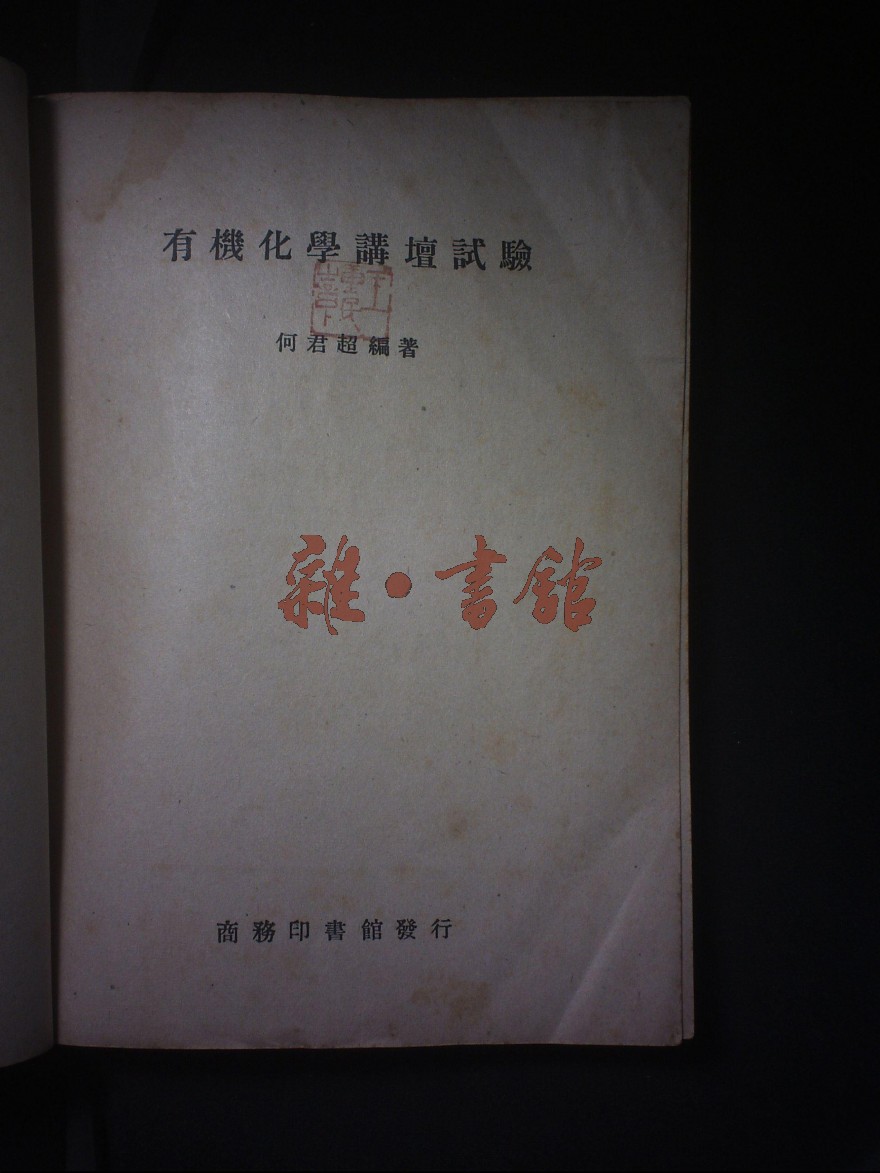 有機化學講壇試驗
何君超編著
雜·書館
商務印書館發行